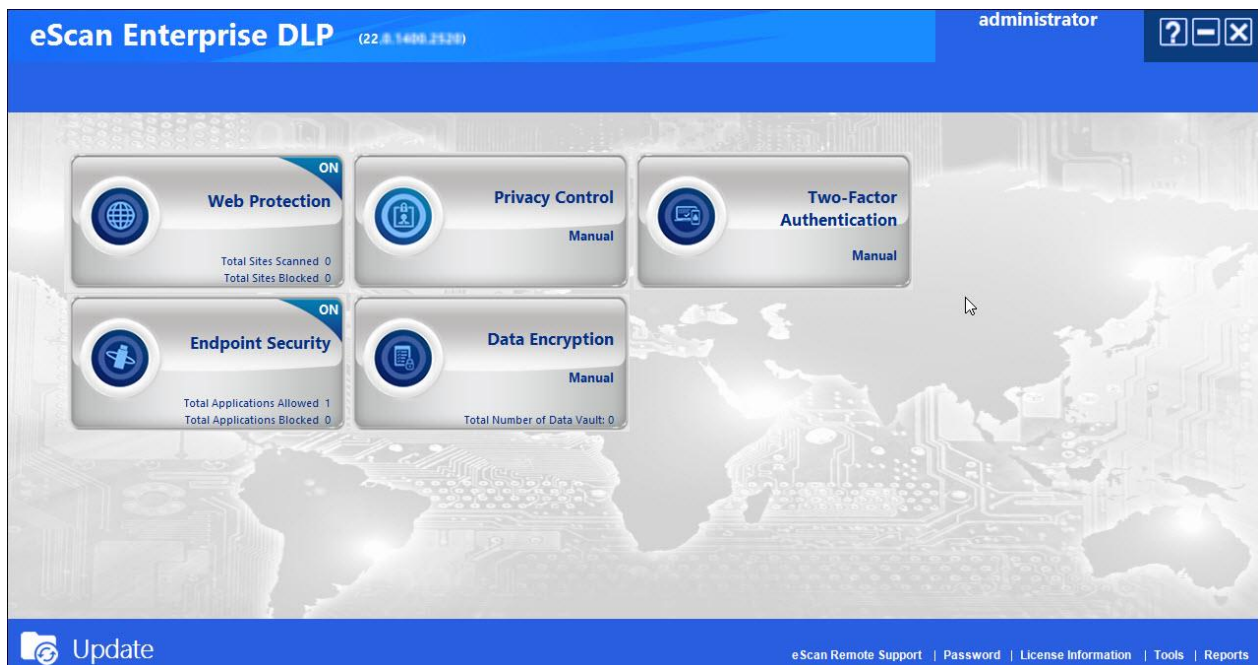 eScan Enterprise DLP (22.
administrator
ON
Web Protection
Total Sites Scanned 0
Total Sites Blocked 0
Privacy Control
Manual
Two-Factor
Authentication
Manual
ON
Endpoint Security
Total Applications Allowed 1
Total Applications Blocked 0
Data Encryption
Manual
Total Number of Data Vault: 0
Update
eScan Remote Support | Password | License Information | Tools | Reports